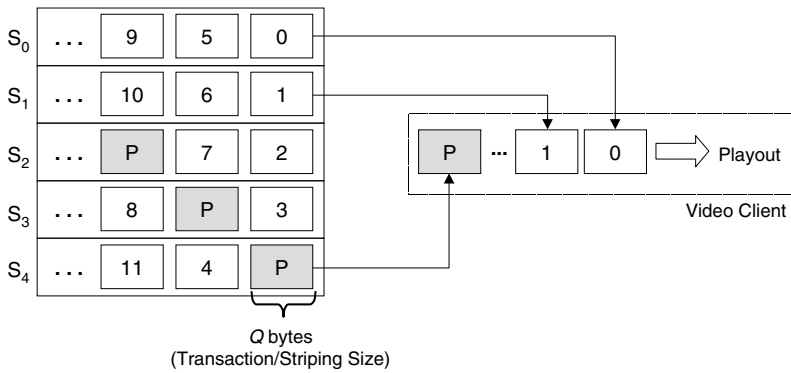 S0 ... 9 5 0
S1 ... 10 6 1
S2 ... P 7 2
S3 ... 8 P 3
S4 ... 11 4 P
P ... 1 0 Playout
Video Client
Q bytes
(Transaction/Striping Size)